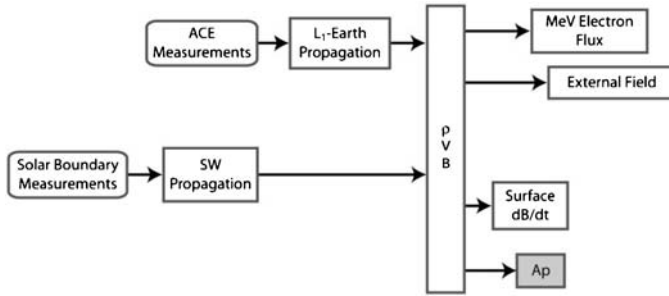 ACE
Measurements
L₁-Earth
Propagation
MeV Electron
Flux
External Field
ρ
V
B
Solar Boundary
Measurements
SW
Propagation
Surface
dB/dt
Ap